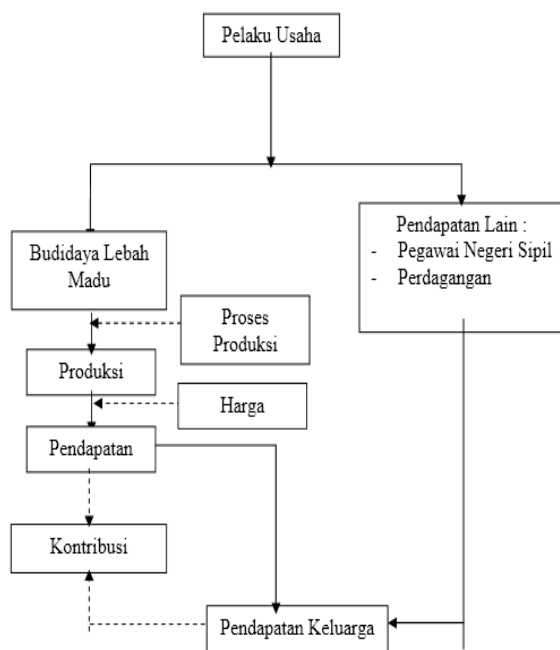 Pelaku Usaha
Budidaya Lebah
Madu
Pendapatan Lain :
- Pegawai Negeri Sipil
- Perdagangan
Proses
Produksi
Produksi
Harga
Pendapatan
Kontribusi
Pendapatan Keluarga